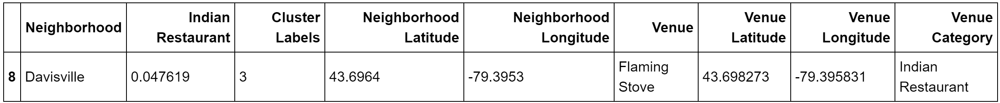 Neighborhood Indian Restaurant Cluster Labels Neighborhood Latitude Neighborhood Longitude Venue Venue Latitude Venue Longitude Venue Category
8 Davisville 0.047619 3 43.6964 -79.3953 Flaming Stove 43.698273 -79.395831 Indian Restaurant